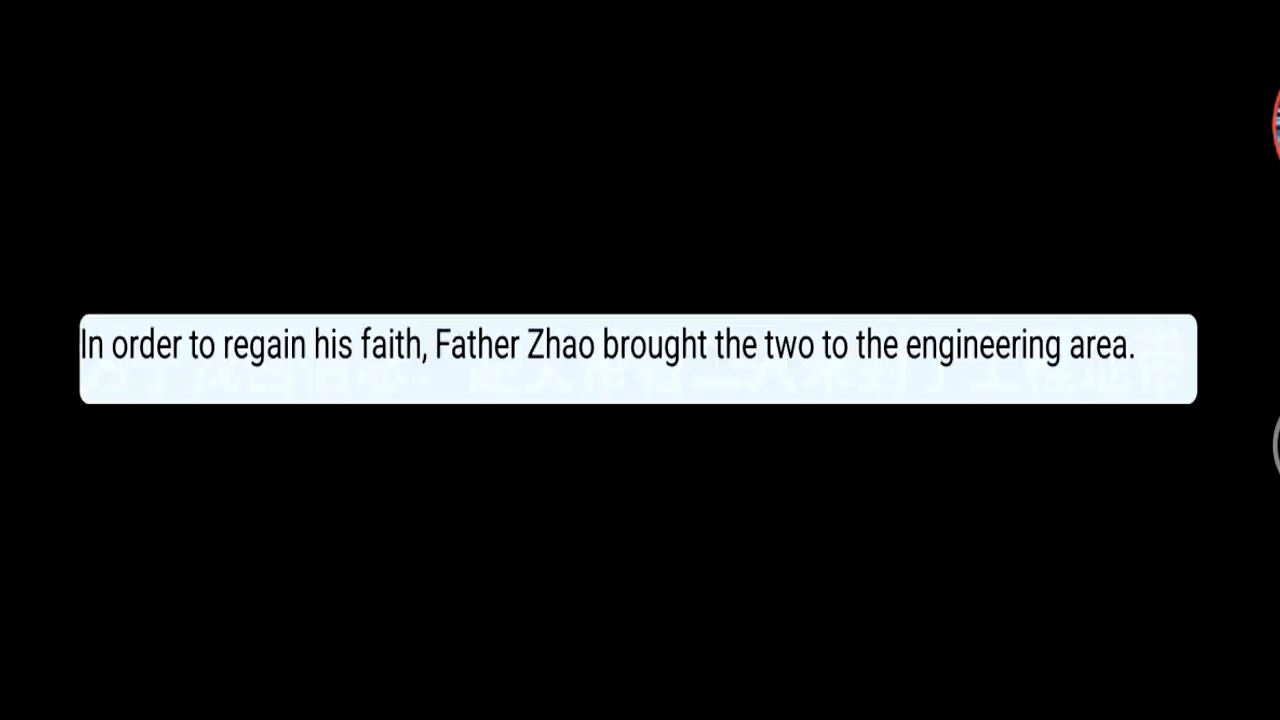 In order to regain his faith, Father Zhao brought the two to the engineering area.